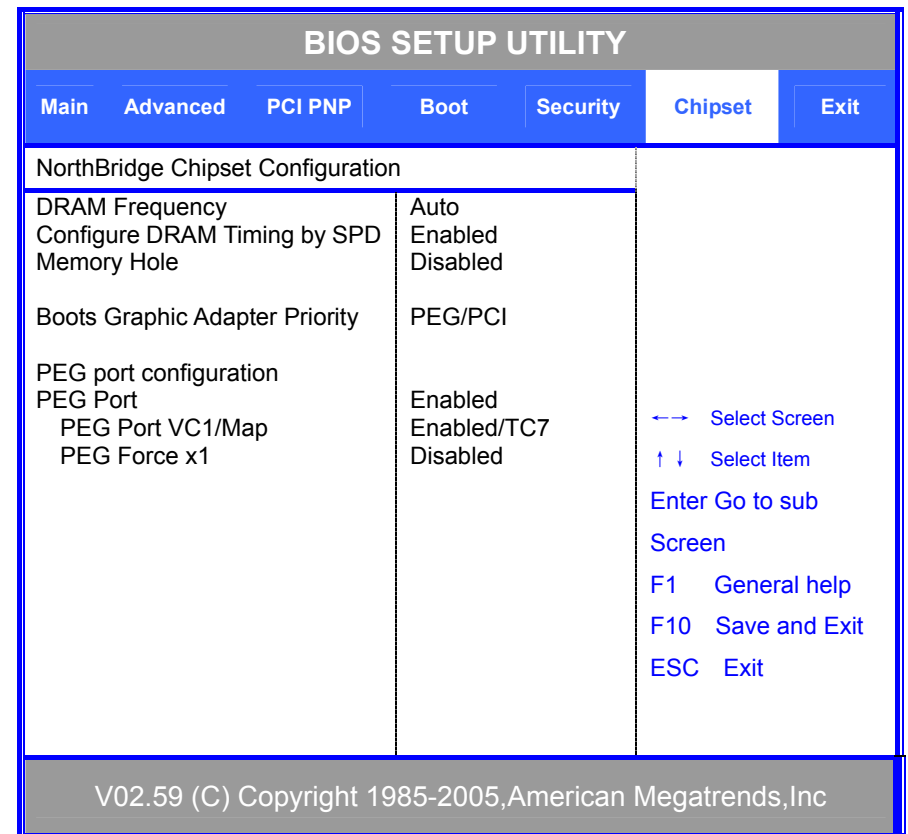 BIOS SETUP UTILITY
Main Advanced PCI PNP Boot Security Chipset Exit
NorthBridge Chipset Configuration
DRAM Frequency Auto
Configure DRAM Timing by SPD Enabled
Memory Hole Disabled
Boots Graphic Adapter Priority PEG/PCI
PEG port configuration
PEG Port Enabled
PEG Port VC1/Map Enabled/TC7
PEG Force x1 Disabled
←→ Select Screen
↑↓ Select Item
Enter Go to sub
Screen
F1 General help
F10 Save and Exit
ESC Exit
V02.59 (C) Copyright 1985-2005,American Megatrends,Inc